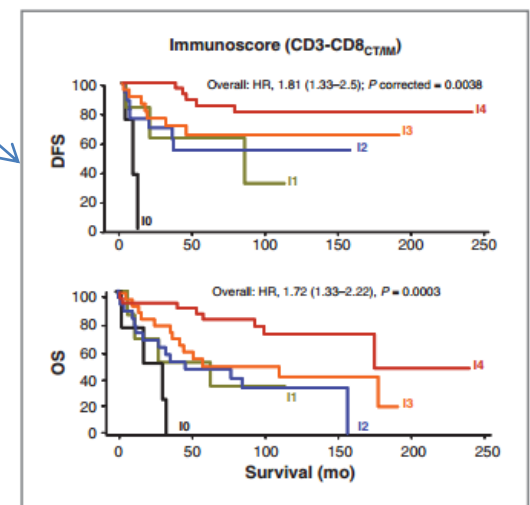 Immunoscore (CD3-CD8CT/IM)
Overall: HR, 1.81 (1.33–2.5); P corrected = 0.0038
100
80
60
40
20
0
DFS
I4
I3
I2
I1
I0
0 50 100 150 200 250
Overall: HR, 1.72 (1.33–2.22), P = 0.0003
100
80
60
40
20
0
OS
I4
I3
I1
I0
I2
0 50 100 150 200 250
Survival (mo)